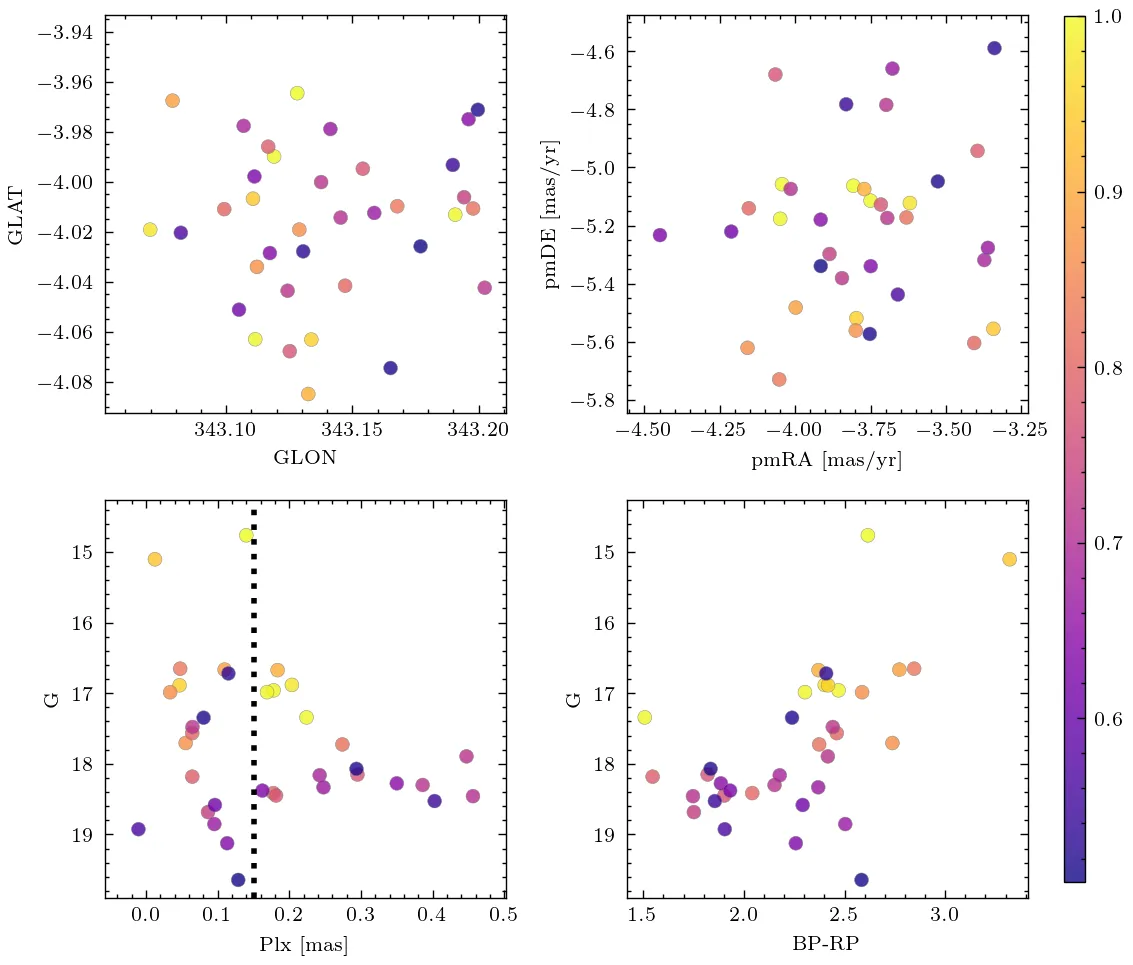 −3.94
−3.96
−3.98
−4.00
−4.02
−4.04
−4.06
−4.08
GLAT
343.10 343.15 343.20
GLON
−4.6
−4.8
−5.0
−5.2
−5.4
−5.6
−5.8
pmDE [mas/yr]
−4.50 −4.25 −4.00 −3.75 −3.50 −3.25
pmRA [mas/yr]
15
16
17
18
19
G
0.0 0.1 0.2 0.3 0.4 0.5
Plx [mas]
15
16
17
18
19
G
1.5 2.0 2.5 3.0
BP-RP
1.0
0.9
0.8
0.7
0.6